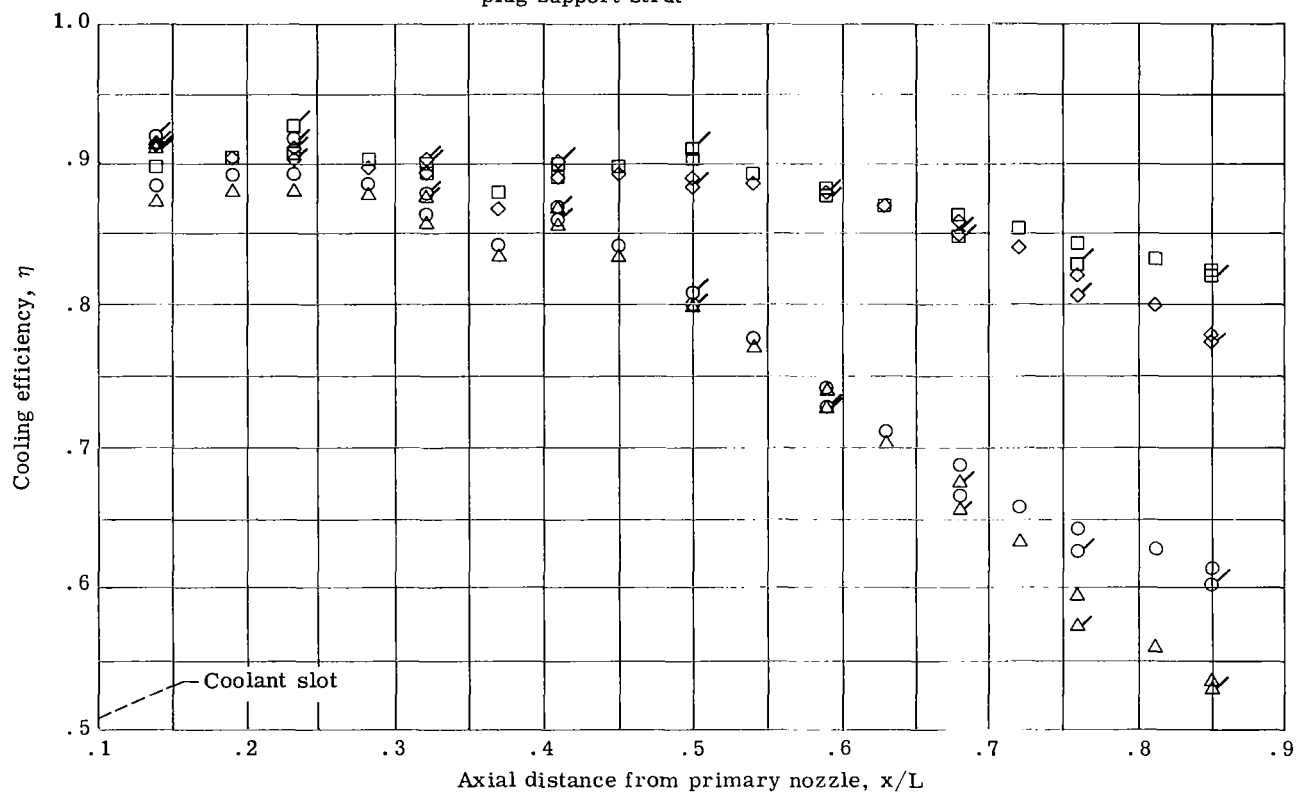 plug support strut
1.0
.9
.8
.7
.6
.5
Cooling efficiency, η
Coolant slot
.1 .2 .3 .4 .5 .6 .7 .8 .9
Axial distance from primary nozzle, x/L